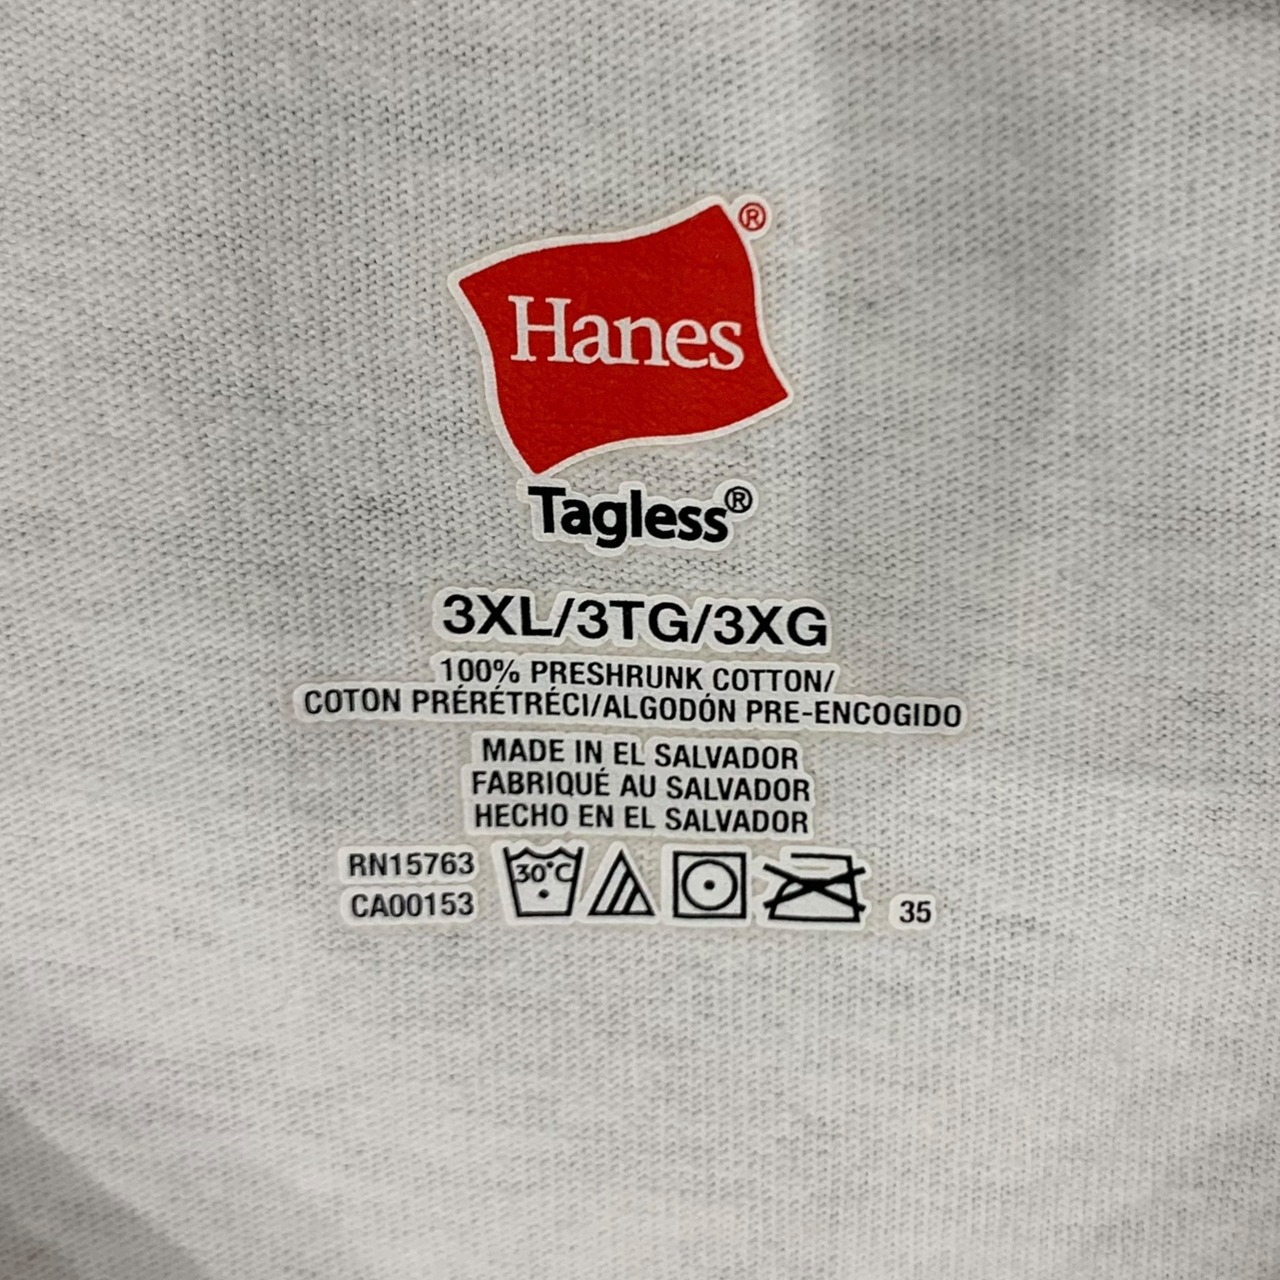 Hanes®
Tagless®
3XL/3TG/3XG
100% PRESHRUNK COTTON/
COTON PRÉRÉTRÉCI/ALGODÓN PRE-ENCOGIDO
MADE IN EL SALVADOR
FABRIQUÉ AU SALVADOR
HECHO EN EL SALVADOR
RN15763
CA00153
30°C
35